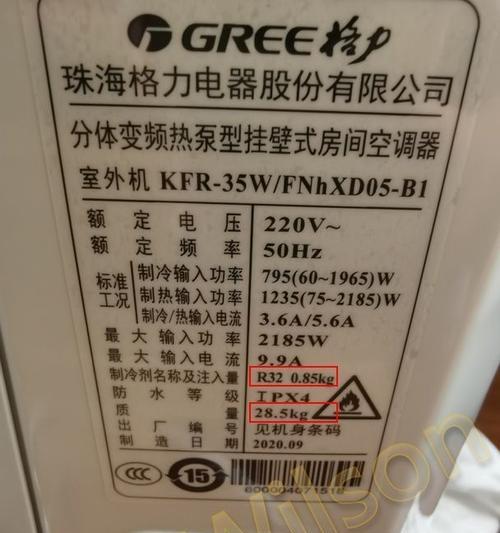 GREE 格力
珠海格力电器股份有限公司
分体变频热泵型挂壁式房间空调器
室外机 KFR-35W/FNhXD05-B1
额定电压 220V~
额定频率 50Hz
标准工况 制冷输入功率 795(60~1965)W
制热输入功率 1235(75~2185)W
制冷/热输入电流 3.6A/5.6A
最大输入功率 2185W
最大输入电流 9.9A
制冷剂名称及注入量 R32 0.85kg
防水等级 IPX4
质量 28.5kg
出厂编号 见机身条码
制造日期 2020.09
CCC 15
600004071518
Wilson